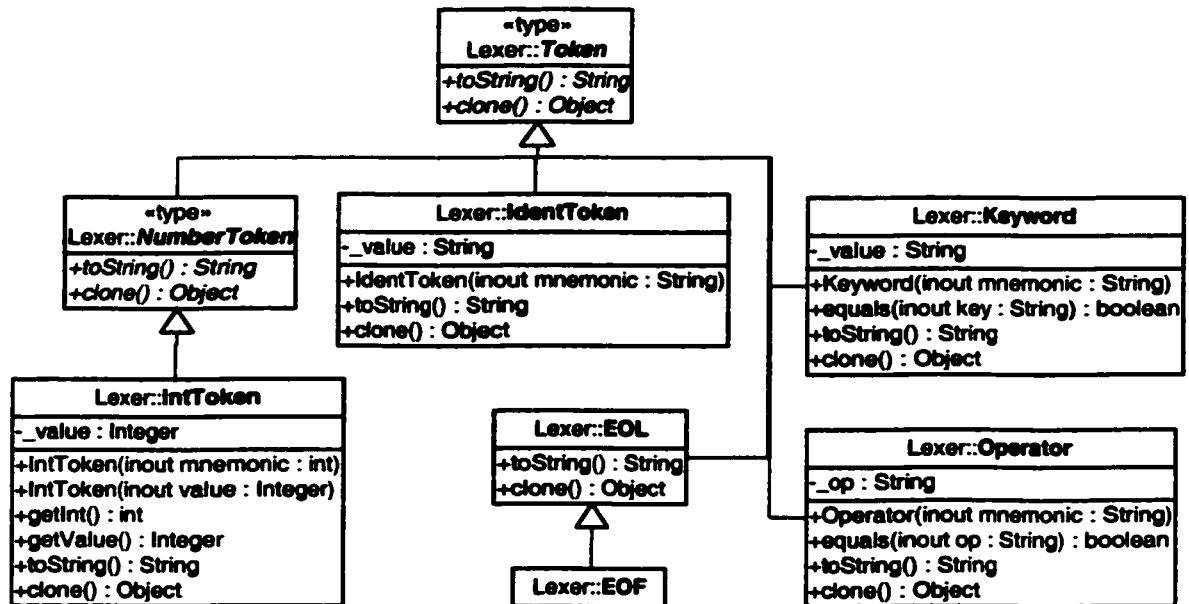 «type»
Lexer::Token
+toString() : String
+clone() : Object
«type»
Lexer::NumberToken
+toString() : String
+clone() : Object
Lexer::IdentToken
-_value : String
+IdentToken(inout mnemonic : String)
+toString() : String
+clone() : Object
Lexer::Keyword
-_value : String
+Keyword(inout mnemonic : String)
+equals(inout key : String) : boolean
+toString() : String
+clone() : Object
Lexer::IntToken
-_value : Integer
+IntToken(inout mnemonic : int)
+IntToken(inout value : Integer)
+getInt() : int
+getValue() : Integer
+toString() : String
+clone() : Object
Lexer::EOL
+toString() : String
+clone() : Object
Lexer::EOF
Lexer::Operator
-_op : String
+Operator(inout mnemonic : String)
+equals(inout op : String) : boolean
+toString() : String
+clone() : Object